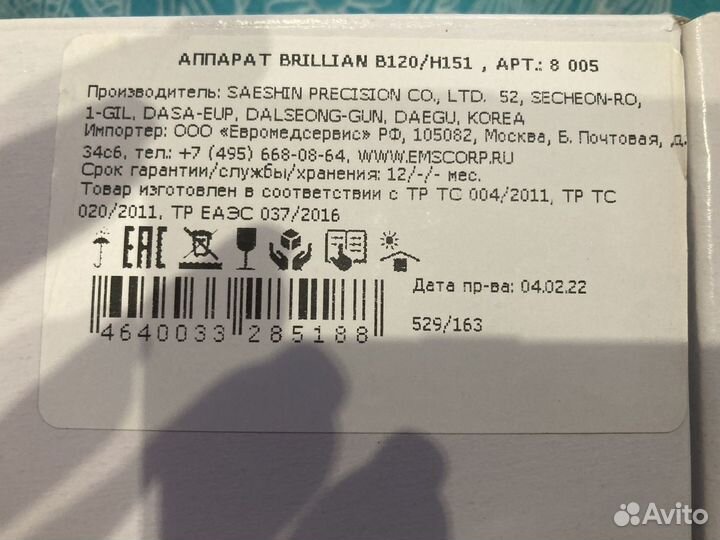 АППАРАТ BRILLIAN B120/H151 , АРТ.: 8 005
Производитель: SAESHIN PRECISION CO., LTD. 52, SECHEON-RO,
1-GIL, DASA-EUP, DALSEONG-GUN, DAEGU, KOREA
Импортер: ООО «Евромедсервис» РФ, 105082, Москва, Б. Почтовая, д.
34с6, тел.: +7 (495) 668-08-64, WWW.EMSCORP.RU
Срок гарантии/службы/хранения: 12/-/- мес.
Товар изготовлен в соответствии с ТР ТС 004/2011, ТР ТС
020/2011, ТР ЕАЭС 037/2016
EAC
Дата пр-ва: 04.02.22
4640033 285188
529/163
Avito